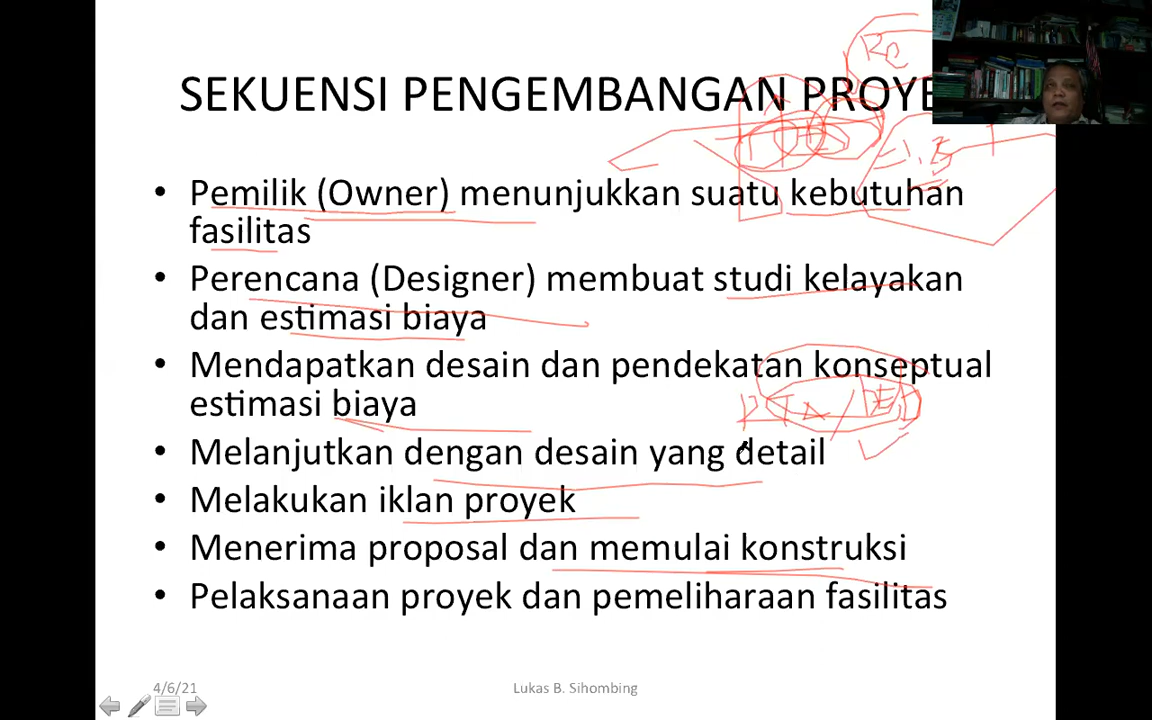 SEKUENSI PENGEMBANGAN
• Pemilik (Owner) menunjukkan suatu kebutuhan
fasilitas
• Perencana (Designer) membuat studi kelayakan
dan estimasi biaya
• Mendapatkan desain dan pendekatan konseptual
estimasi biaya
DED
• Melanjutkan dengan desain yang detail
• Melakukan iklan proyek
• Menerima proposal dan memulai konstruksi
• Pelaksanaan proyek dan pemeliharaan fasilitas
4/6/21
Lukas B. Sihombing